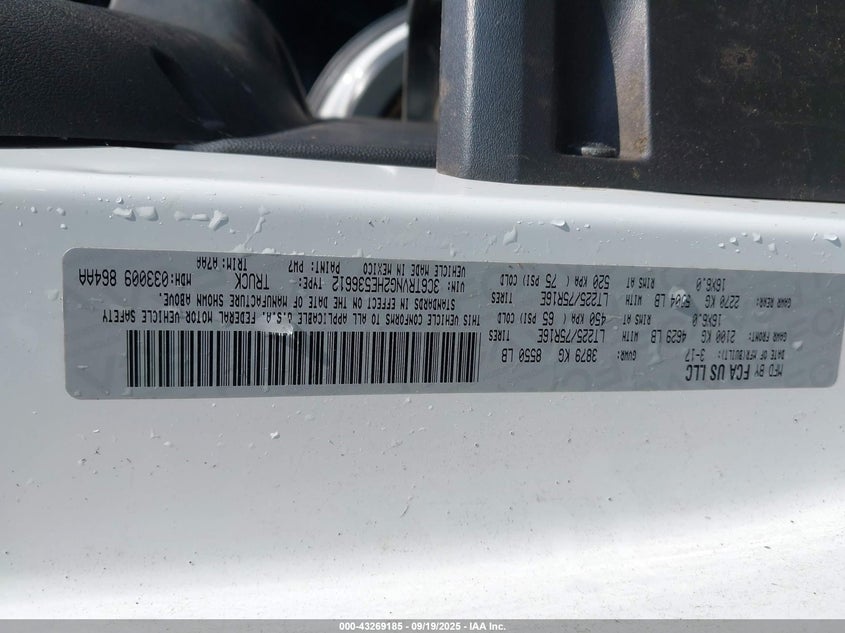 MFD BY FCA US LLC
DATE OF MFR(BUILT): 3-17 GVWR: 3879 KG 8550 LB
GAWR FRONT: 2100 KG 4629 LB WITH LT225/75R16E TIRES
16X6.0 RIMS AT 450 KPA ( 65 PSI) COLD
GAWR REAR: 2270 KG 5004 LB WITH LT225/75R16E TIRES
16X6.0 RIMS AT 520 KPA ( 75 PSI) COLD
THIS VEHICLE CONFORMS TO ALL APPLICABLE U.S.A. FEDERAL MOTOR VEHICLE SAFETY
STANDARDS IN EFFECT ON THE DATE OF MANUFACTURE SHOWN ABOVE.
VIN: 3C6TRVNG2HE536612 TYPE: TRUCK MDH:033009 864AA
VEHICLE MADE IN MEXICO PAINT: PW7 TRIM: A7AA
000-43269185 - 09/19/2025 - IAA Inc.